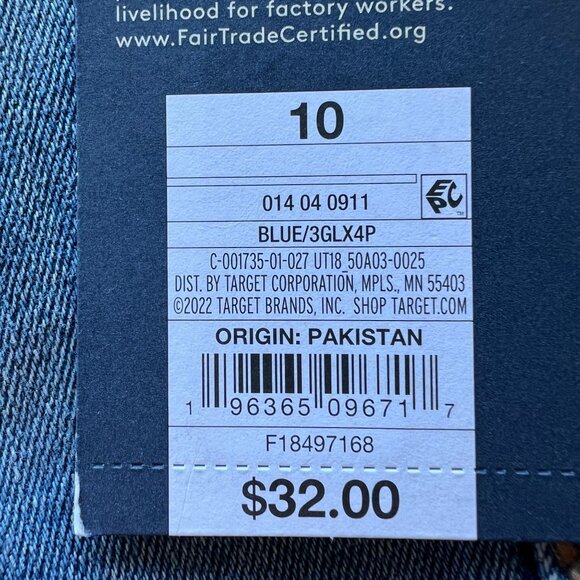 livelihood for factory workers.
www.FairTradeCertified.org
10
014 04 0911
EPC
TM
BLUE/3GLX4P
C-001735-01-027 UT18_50A03-0025
DIST. BY TARGET CORPORATION, MPLS., MN 55403
©2022 TARGET BRANDS, INC. SHOP TARGET.COM
ORIGIN: PAKISTAN
1 96365 09671 7
F18497168
$32.00